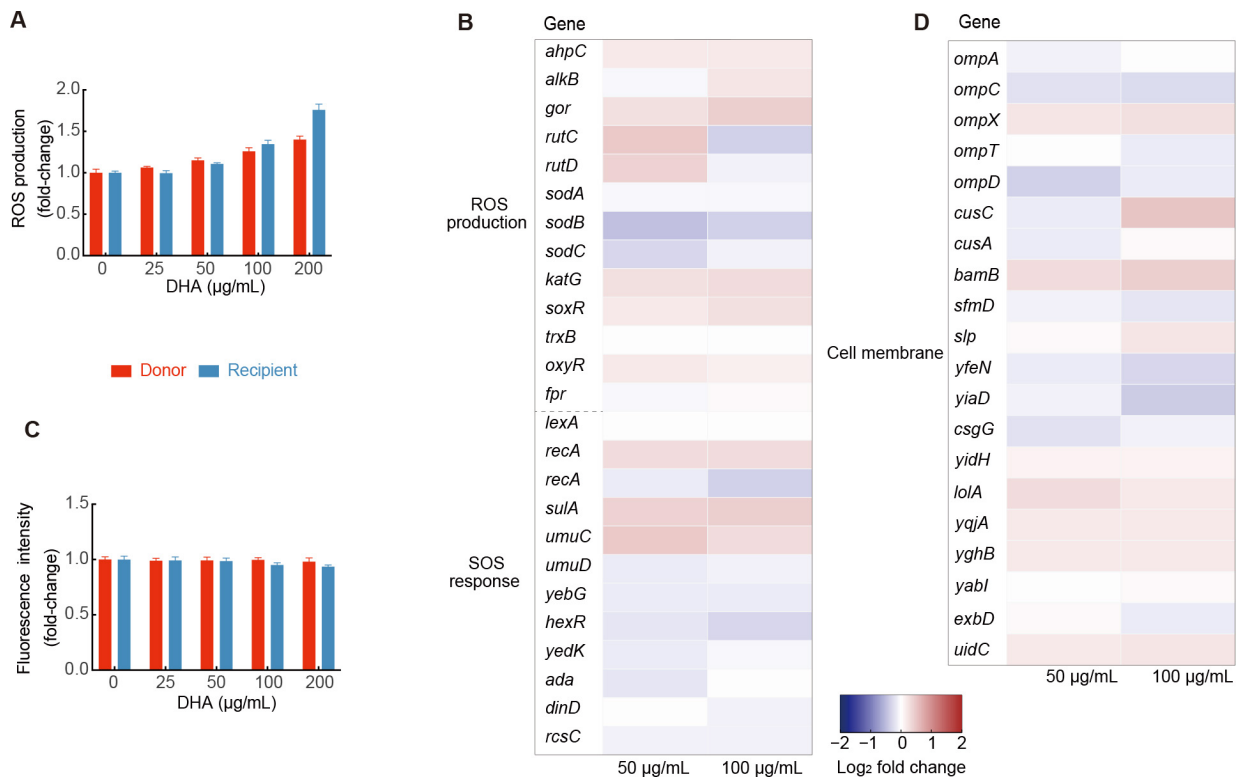 A
ROS production
(fold-change)
2.0
1.5
1.0
0.5
0.0
0 25 50 100 200
DHA (µg/mL)
Donor Recipient
C
Fluorescence intensity
(fold-change)
1.5
1.0
0.5
0.0
0 25 50 100 200
DHA (µg/mL)
B
Gene
ROS
production
ahpC
alkB
gor
rutC
rutD
sodA
sodB
sodC
katG
soxR
trxB
oxyR
fpr
SOS
response
lexA
recA
recA
sulA
umuC
umuD
yebG
hexR
yedK
ada
dinD
rcsC
50 µg/mL 100 µg/mL
D
Gene
Cell membrane
ompA
ompC
ompX
ompT
ompD
cusC
cusA
bamB
sfmD
slp
yfeN
yiaD
csgG
yidH
lolA
yqjA
yghB
yabI
exbD
uidC
50 µg/mL 100 µg/mL
−2 −1 0 1 2
Log₂ fold change